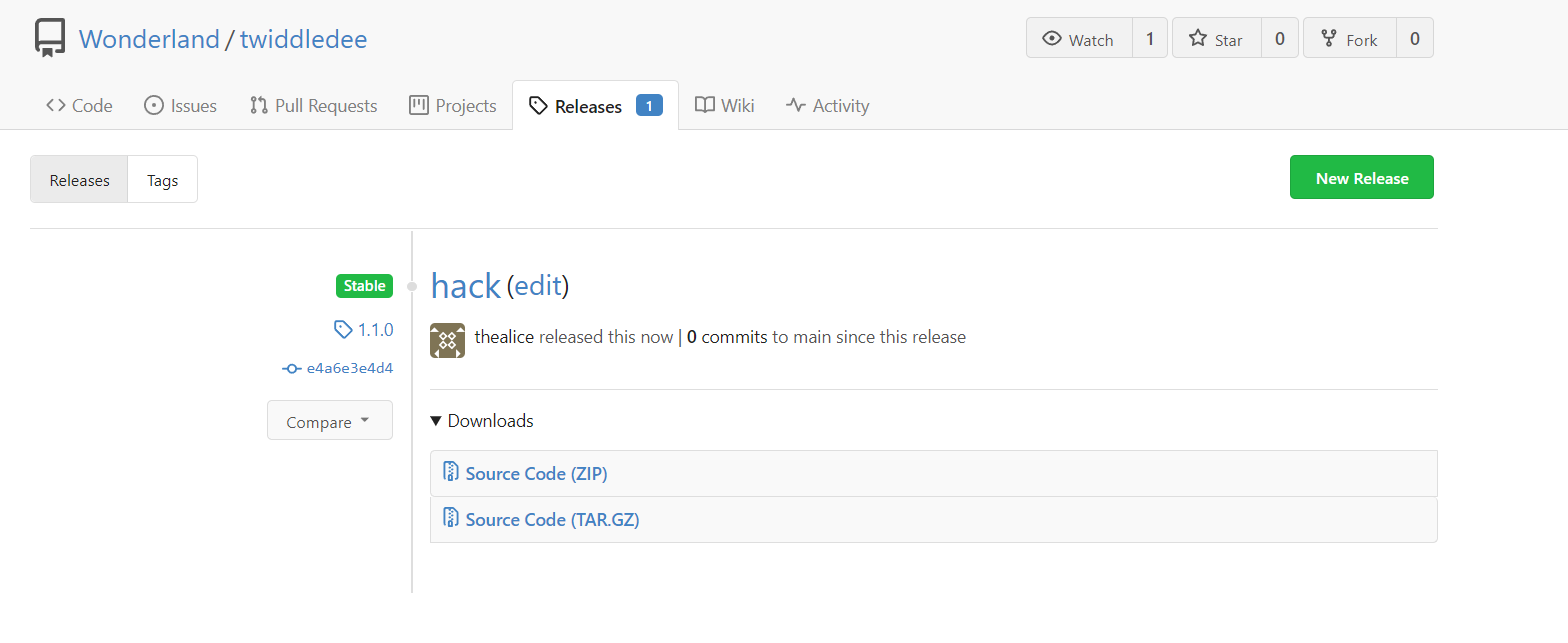 Wonderland / twiddledee
Watch 1 Star 0 Fork 0
Code Issues Pull Requests Projects Releases 1 Wiki Activity
Releases Tags
New Release
Stable
hack (edit)
1.1.0
thealice released this now | 0 commits to main since this release
e4a6e3e4d4
Compare
Downloads
Source Code (ZIP)
Source Code (TAR.GZ)